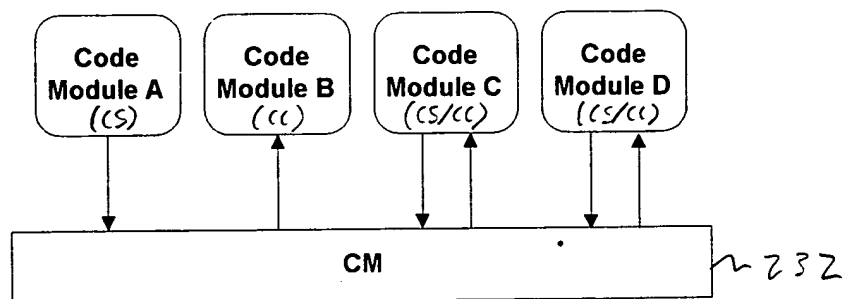 Code
Module A
(CS)
Code
Module B
(CC)
Code
Module C
(CS/CC)
Code
Module D
(CS/CC)
CM
232